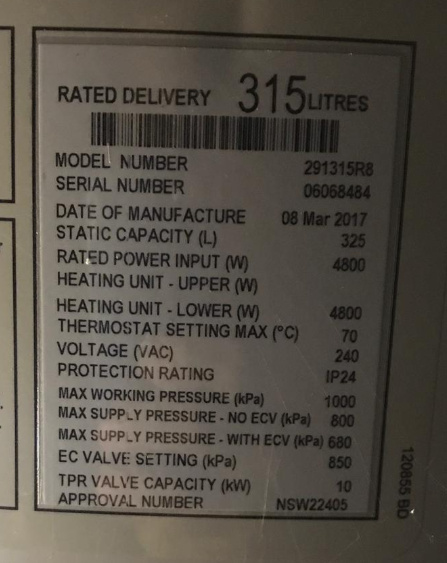 RATED DELIVERY 315 LITRES
MODEL NUMBER 291315R8
SERIAL NUMBER 06068484
DATE OF MANUFACTURE 08 Mar 2017
STATIC CAPACITY (L) 325
RATED POWER INPUT (W) 4800
HEATING UNIT - UPPER (W)
HEATING UNIT - LOWER (W) 4800
THERMOSTAT SETTING MAX (°C) 70
VOLTAGE (VAC) 240
PROTECTION RATING IP24
MAX WORKING PRESSURE (kPa) 1000
MAX SUPPLY PRESSURE - NO ECV (kPa) 800
MAX SUPPLY PRESSURE - WITH ECV (kPa) 680
EC VALVE SETTING (kPa) 850
TPR VALVE CAPACITY (kW) 10
APPROVAL NUMBER NSW22405
120855 BD